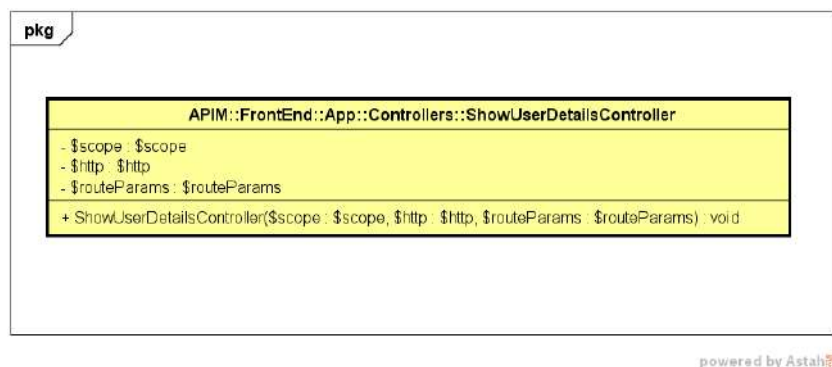 pkg
APIM::FrontEnd::App::Controllers::ShowUserDetailsController
- $scope : $scope
- $http : $http
- $routeParams : $routeParams
+ ShowUserDetailsController($scope : $scope, $http : $http, $routeParams : $routeParams) : void
powered by Astah